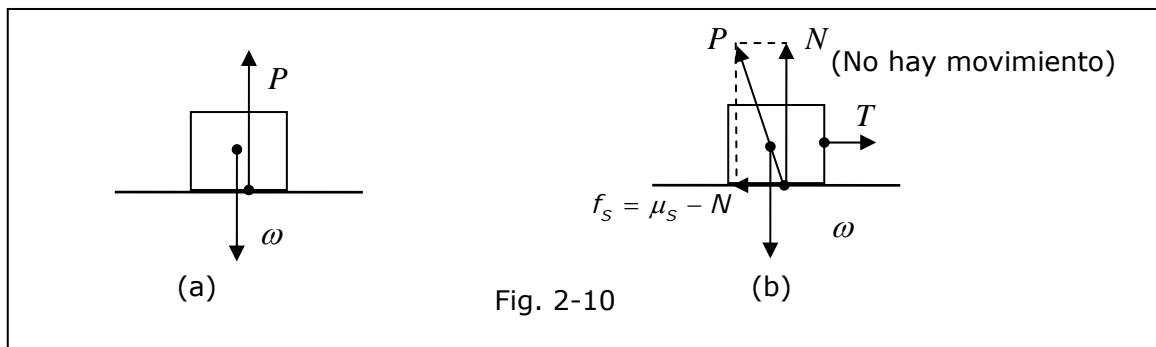 P
ω
(a)
P
N
(No hay movimiento)
T
f_s = μ_s − N
ω
(b)
Fig. 2-10